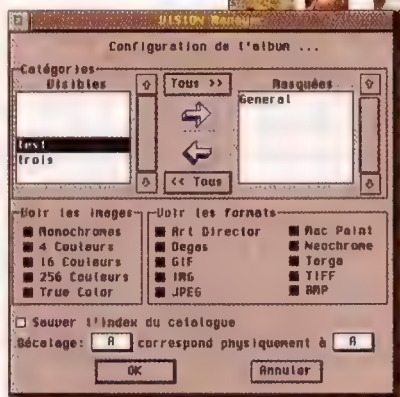 VISION
Configuration de l'album ...
Catégories
Visibles
Tous >>
Masquées
General
test
trois
<< Tous
Voir les images
Voir les formats
Monochromes
Art Director
Mac Paint
4 Couleurs
Degas
Neochrome
16 Couleurs
GIF
Targa
256 Couleurs
IMG
TIFF
True Color
JPEG
BMP
Sauver l'index du catalogue
Décalage: A correspond physiquement à A
OK
Annuler